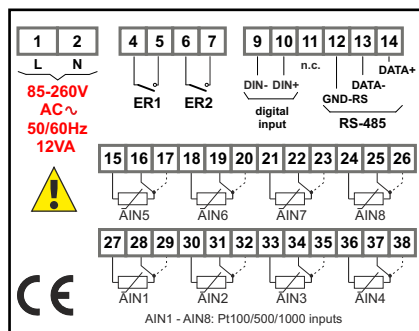 1 2 4 5 6 7 9 10 11 12 13 14
L N n.c. DATA+
ER1 ER2 DIN- DIN+ DATA-
GND-RS
85-260V digital RS-485
AC∿ input
50/60Hz
12VA
15 16 17 18 19 20 21 22 23 24 25 26
AIN5 AIN6 AIN7 AIN8
27 28 29 30 31 32 33 34 35 36 37 38
AIN1 AIN2 AIN3 AIN4
CE
AIN1 - AIN8: Pt100/500/1000 inputs